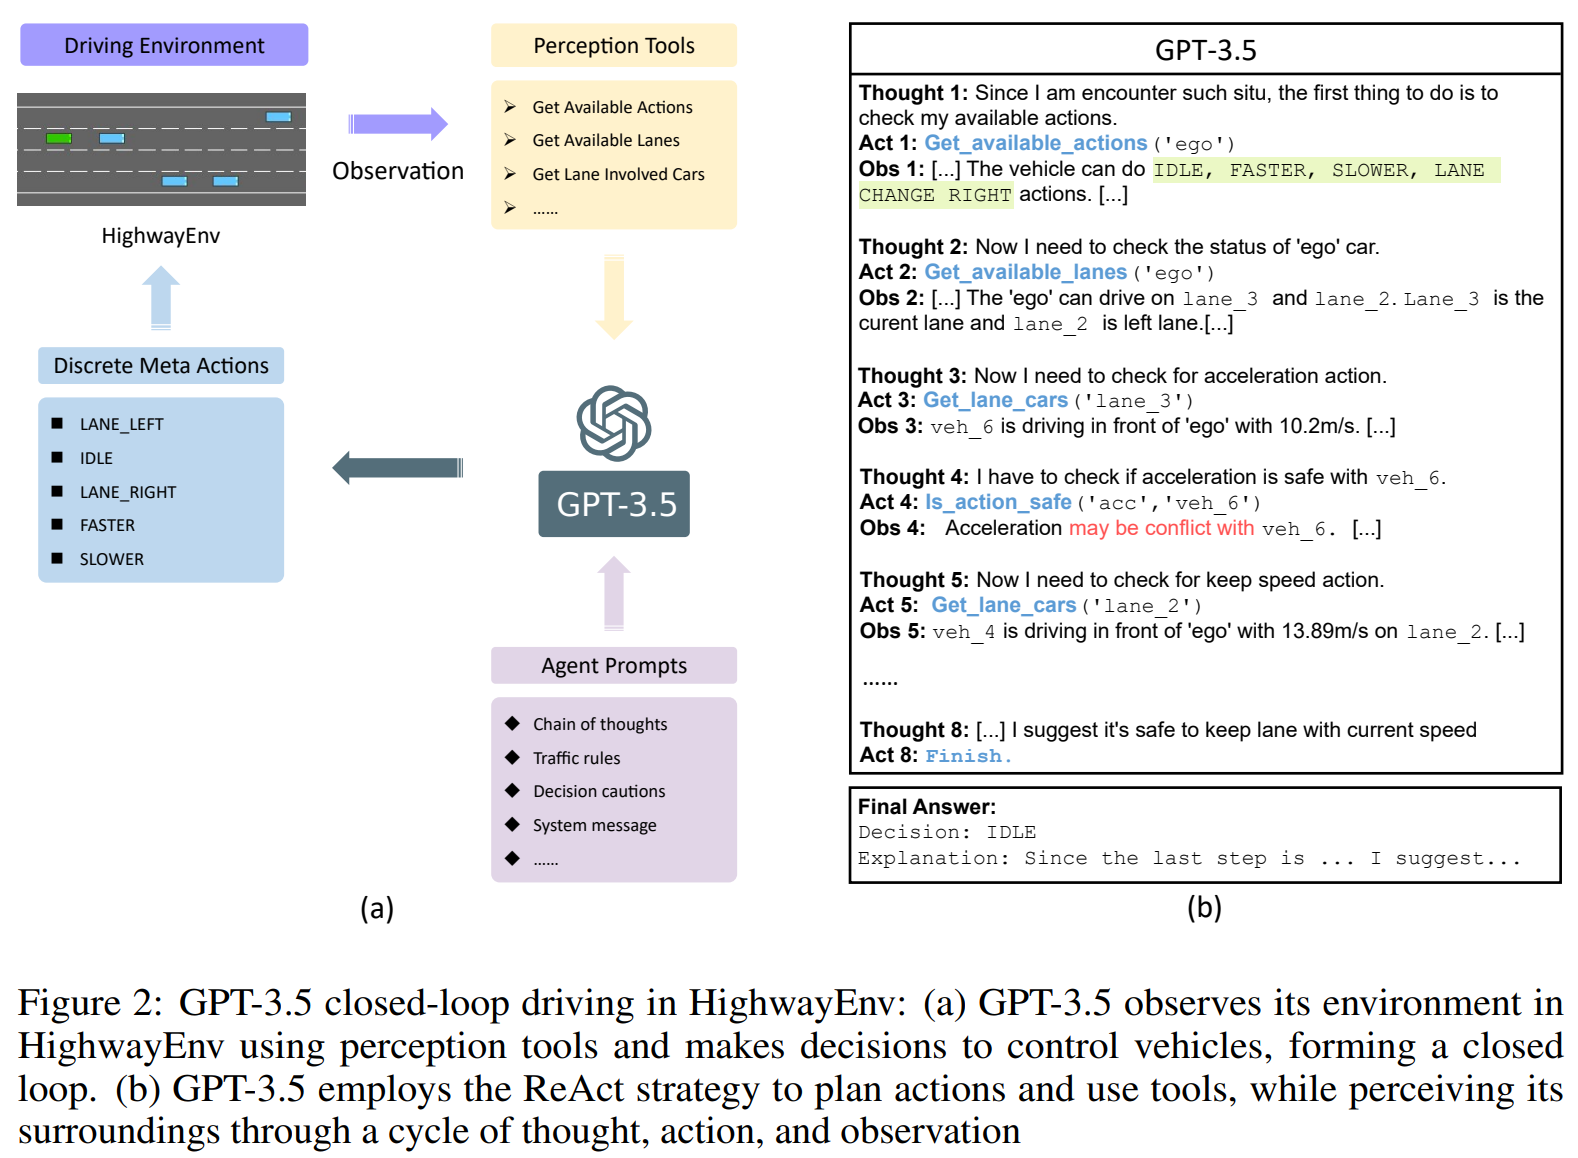 Driving Environment
HighwayEnv
Observation
Perception Tools
Get Available Actions
Get Available Lanes
Get Lane Involved Cars
......
Discrete Meta Actions
LANE_LEFT
IDLE
LANE_RIGHT
FASTER
SLOWER
GPT-3.5
Agent Prompts
Chain of thoughts
Traffic rules
Decision cautions
System message
......
(a)
GPT-3.5
Thought 1: Since I am encounter such situ, the first thing to do is to
check my available actions.
Act 1: Get_available_actions('ego')
Obs 1: [...] The vehicle can do IDLE, FASTER, SLOWER, LANE
CHANGE RIGHT actions. [...]
Thought 2: Now I need to check the status of 'ego' car.
Act 2: Get_available_lanes('ego')
Obs 2: [...] The 'ego' can drive on lane_3 and lane_2. Lane_3 is the
curent lane and lane_2 is left lane.[...]
Thought 3: Now I need to check for acceleration action.
Act 3: Get_lane_cars('lane_3')
Obs 3: veh_6 is driving in front of 'ego' with 10.2m/s. [...]
Thought 4: I have to check if acceleration is safe with veh_6.
Act 4: Is_action_safe('acc','veh_6')
Obs 4: Acceleration may be conflict with veh_6. [...]
Thought 5: Now I need to check for keep speed action.
Act 5: Get_lane_cars('lane_2')
Obs 5: veh_4 is driving in front of 'ego' with 13.89m/s on lane_2. [...]
......
Thought 8: [...] I suggest it's safe to keep lane with current speed
Act 8: Finish.
Final Answer:
Decision: IDLE
Explanation: Since the last step is ... I suggest...
(b)
Figure 2: GPT-3.5 closed-loop driving in HighwayEnv: (a) GPT-3.5 observes its environment in
HighwayEnv using perception tools and makes decisions to control vehicles, forming a closed
loop. (b) GPT-3.5 employs the ReAct strategy to plan actions and use tools, while perceiving its
surroundings through a cycle of thought, action, and observation